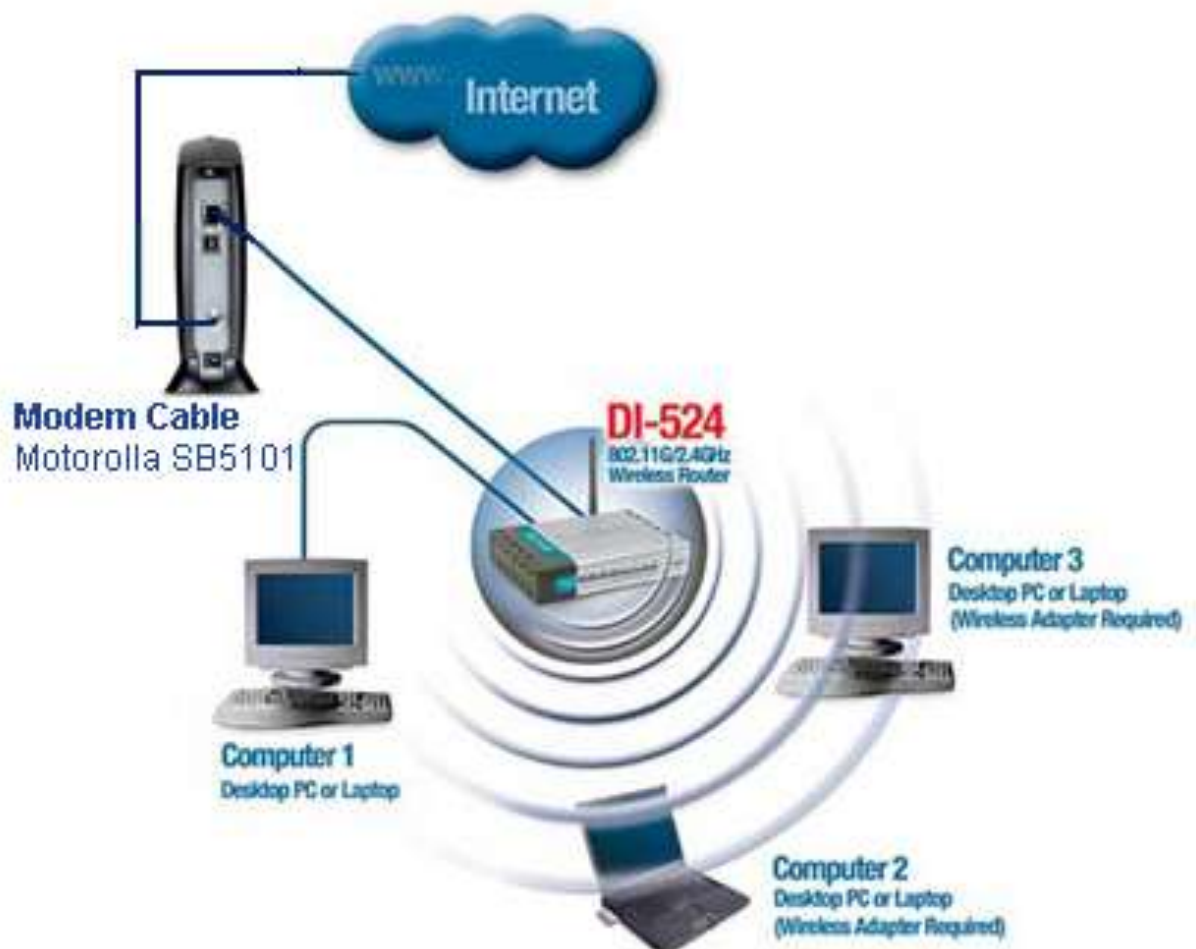 www.
Internet
Modem Cable
Motorolla SB5101
DI-524
802.11G/2.4GHz
Wireless Router
Computer 3
Desktop PC or Laptop
(Wireless Adapter Required)
Computer 1
Desktop PC or Laptop
Computer 2
Desktop PC or Laptop
(Wireless Adapter Required)